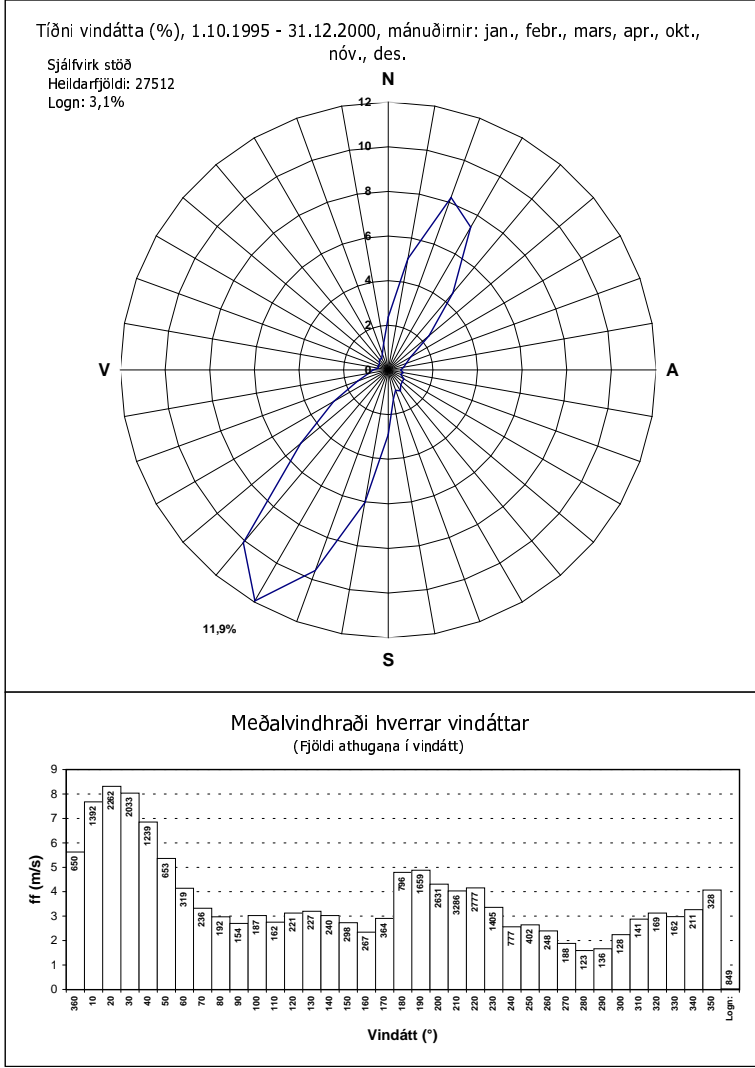 Tíðni vindátta (%), 1.10.1995 - 31.12.2000, mánuðirnir: jan., febr., mars, apr., okt.,
nóv., des.
Sjálfvirk stöð
Heildarfjöldi: 27512
Logn: 3,1%
N
12
10
8
6
4
2
0
V
A
11,9%
S
Meðalvindhraði hverrar vindáttar
(Fjöldi athugana í vindátt)
ff (m/s)
9
8
7
6
5
4
3
2
1
0
650 1392 2262 2033 1239 653 319 236 192 154 187 162 221 227 240 298 267 364 796 1659 2631 3286 2777 1405 777 402 248 188 123 136 128 141 169 162 211 328 849
360 10 20 30 40 50 60 70 80 90 100 110 120 130 140 150 160 170 180 190 200 210 220 230 240 250 260 270 280 290 300 310 320 330 340 350 Logn:
Vindátt (°)